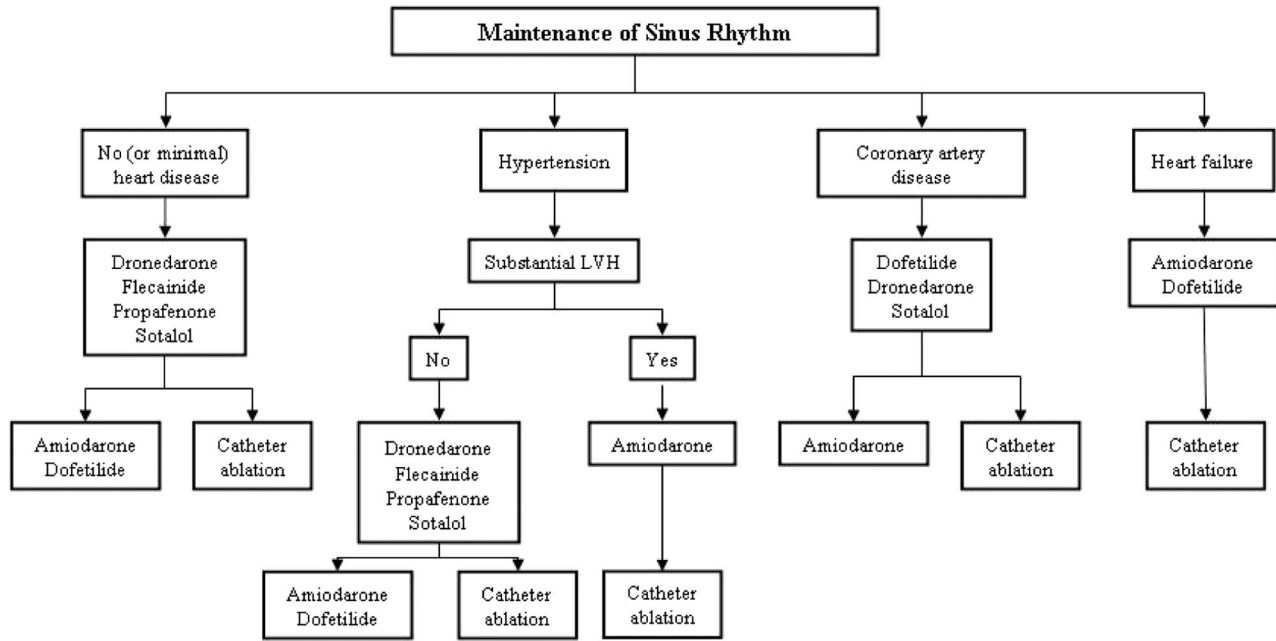 Maintenance of Sinus Rhythm
No (or minimal)
heart disease
Hypertension
Coronary artery
disease
Heart failure
Dronedarone
Flecainide
Propafenone
Sotalol
Substantial LVH
Dofetilide
Dronedarone
Sotalol
Amiodarone
Dofetilide
No
Yes
Amiodarone
Dofetilide
Catheter
ablation
Dronedarone
Flecainide
Propafenone
Sotalol
Amiodarone
Amiodarone
Catheter
ablation
Catheter
ablation
Amiodarone
Dofetilide
Catheter
ablation
Catheter
ablation